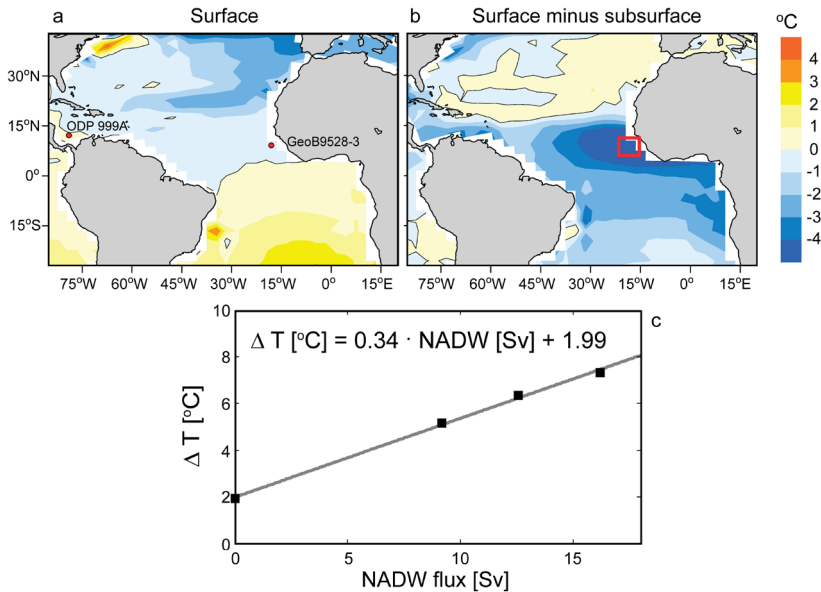 a Surface
b Surface minus subsurface
°C
30°N
15°N
0°
15°S
ODP 999A
GeoB9528-3
4
3
2
1
0
-1
-2
-3
-4
75°W 60°W 45°W 30°W 15°W 0° 15°E
75°W 60°W 45°W 30°W 15°W 0° 15°E
c
Δ T [°C] = 0.34 · NADW [Sv] + 1.99
Δ T [°C]
10
8
6
4
2
0
0 5 10 15
NADW flux [Sv]